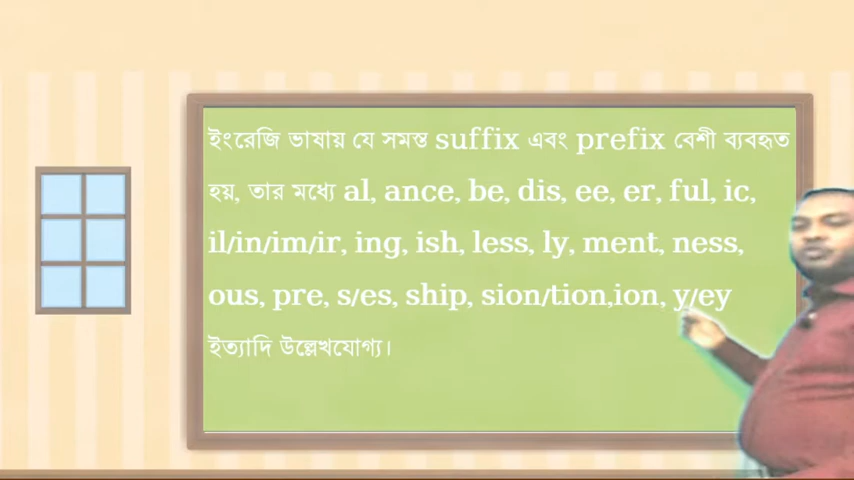 ইংরেজি ভাষায় যে সমস্ত suffix এবং prefix বেশী ব্যবহৃত
হয়, তার মধ্যে al, ance, be, dis, ee, er, ful, ic,
il/in/im/ir, ing, ish, less, ly, ment, ness,
ous, pre, s/es, ship, sion/tion,ion, y/ey
ইত্যাদি উল্লেখযোগ্য।